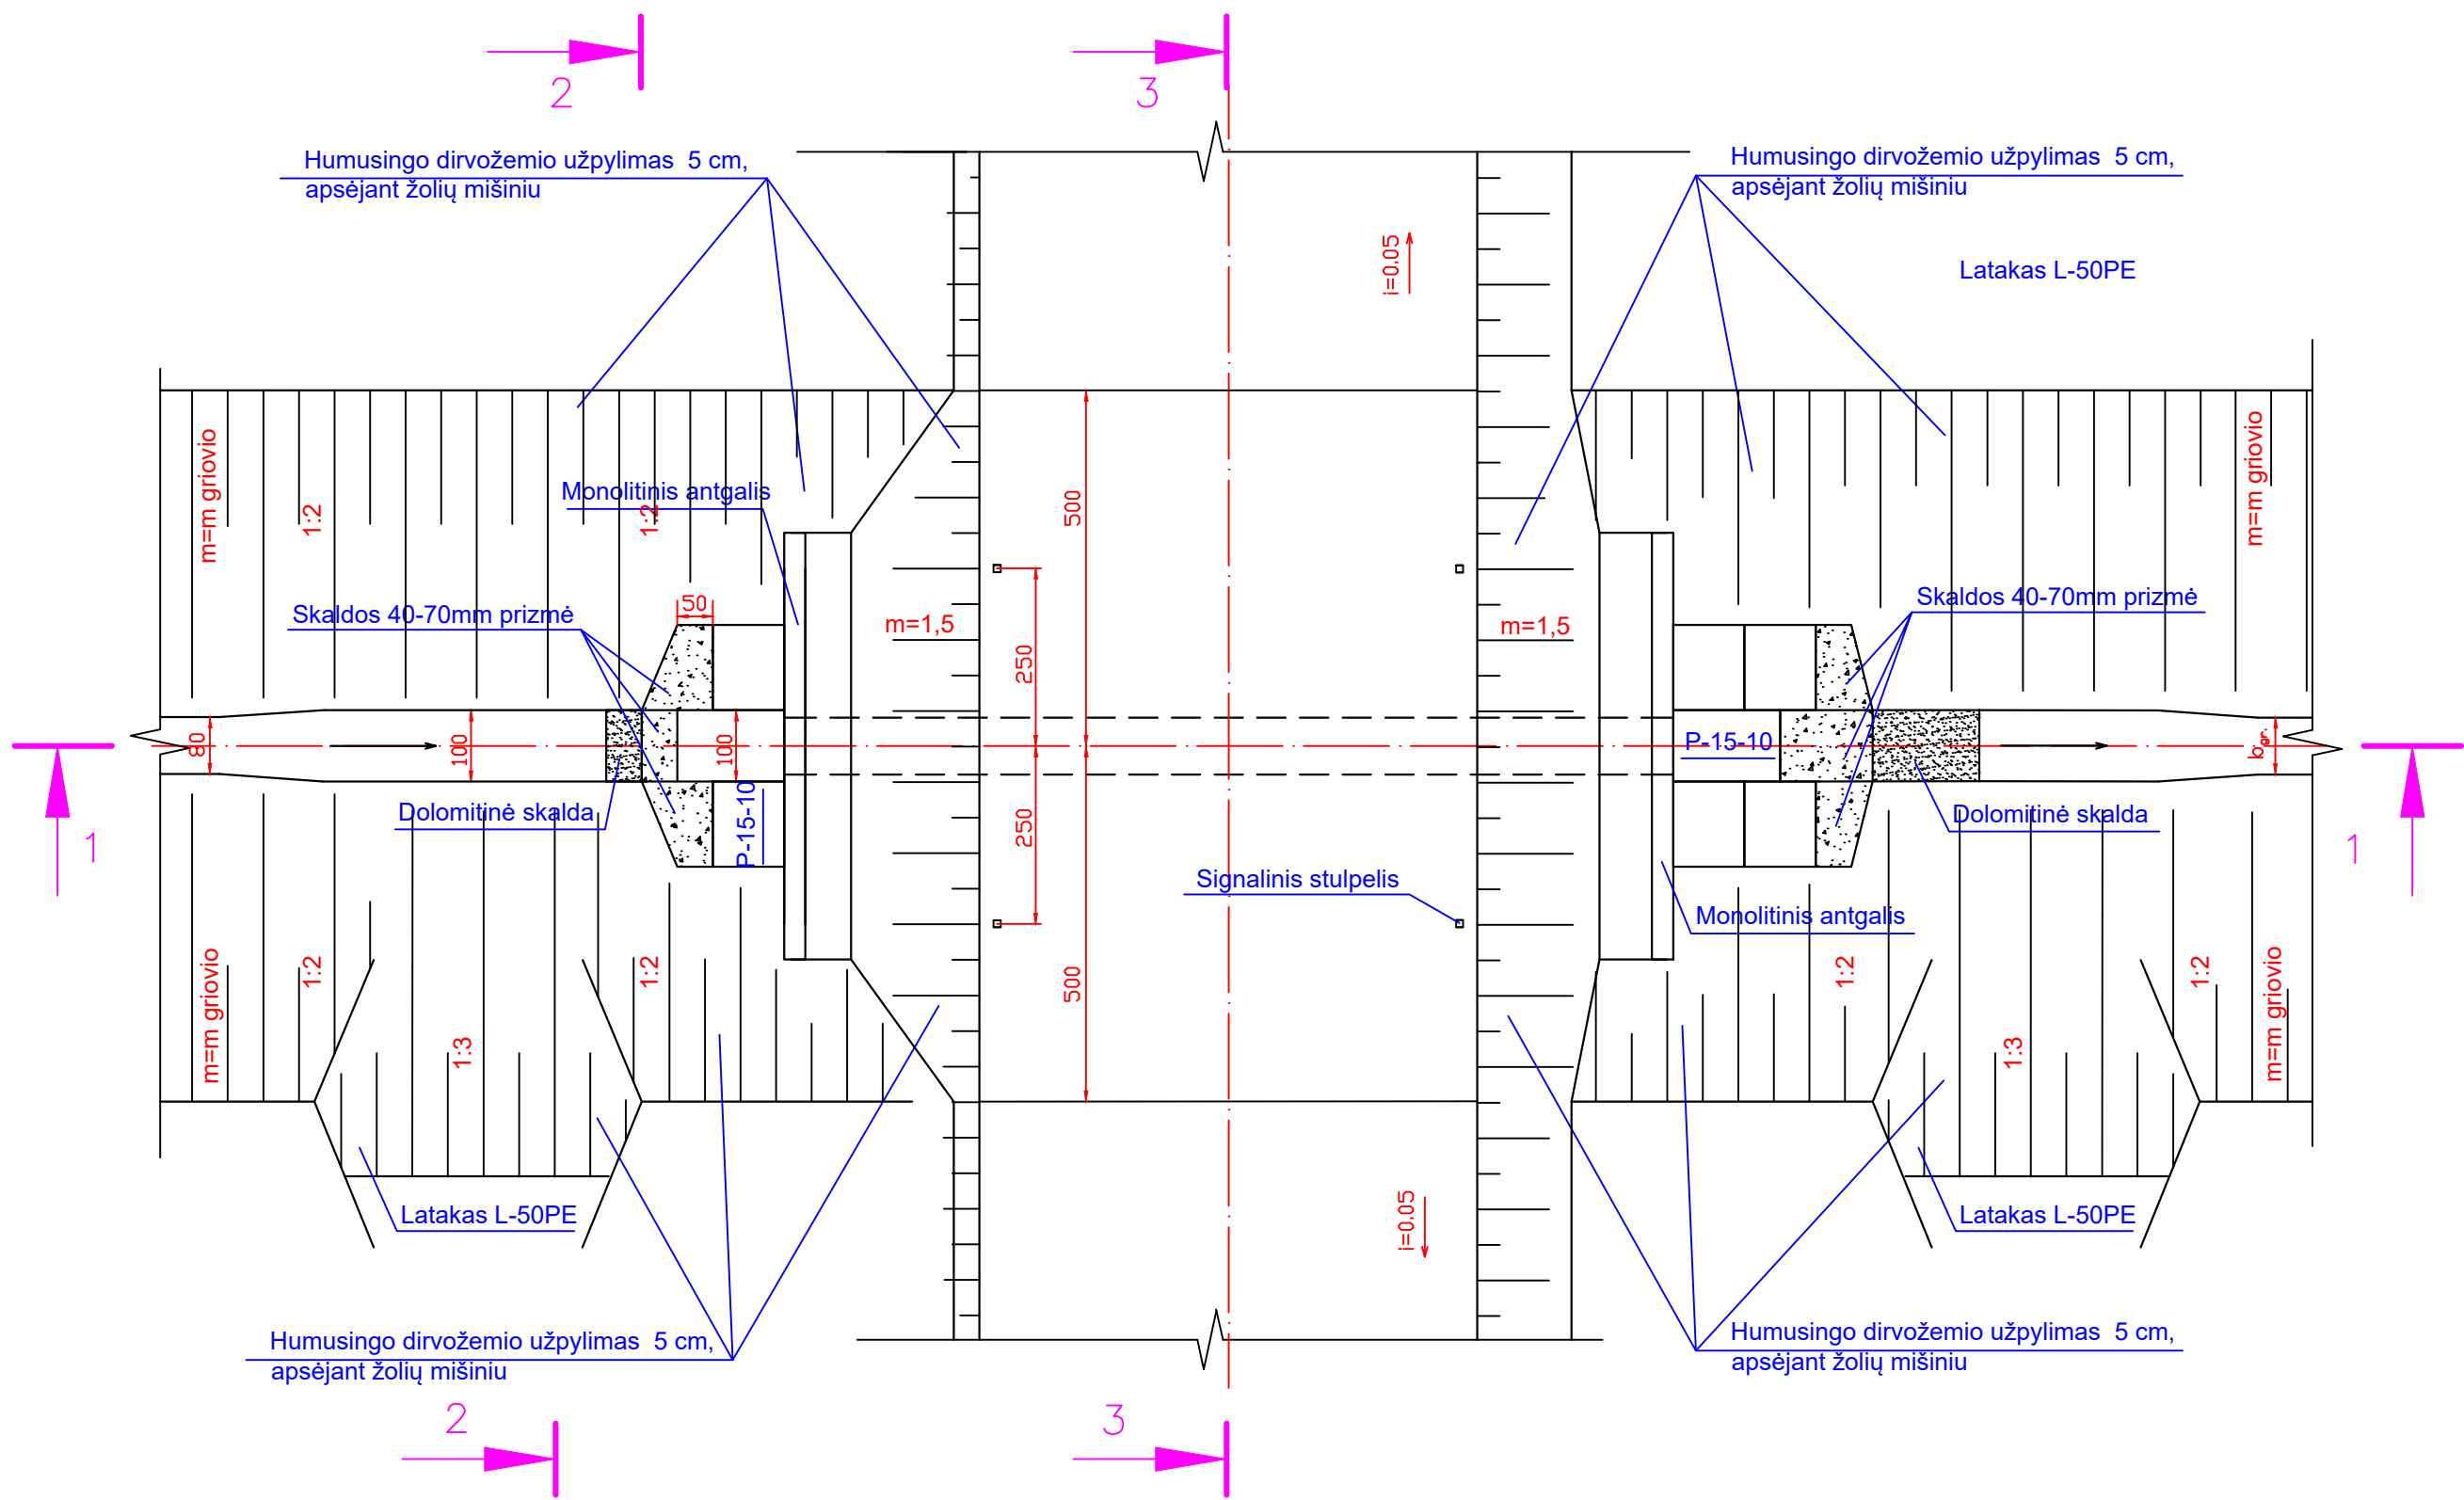 2
3
Humusingo dirvožemio užpylimas  5 cm,
apsėjant žolių mišiniu
Humusingo dirvožemio užpylimas  5 cm,
apsėjant žolių mišiniu
i=0.05
Latakas L-50PE
m=m griovio
1:2
1:2
Monolitinis antgalis
500
m=m griovio
Skaldos 40-70mm prizmė
50
m=1,5
250
m=1,5
Skaldos 40-70mm prizmė
80
100
100
P-15-10
bgr.
1
Dolomitinė skalda
P-15-10
250
Dolomitinė skalda
1
Signalinis stulpelis
Monolitinis antgalis
m=m griovio
1:2
1:2
500
1:2
1:2
m=m griovio
1:3
1:3
Latakas L-50PE
i=0.05
Latakas L-50PE
Humusingo dirvožemio užpylimas  5 cm,
apsėjant žolių mišiniu
Humusingo dirvožemio užpylimas  5 cm,
apsėjant žolių mišiniu
2
3